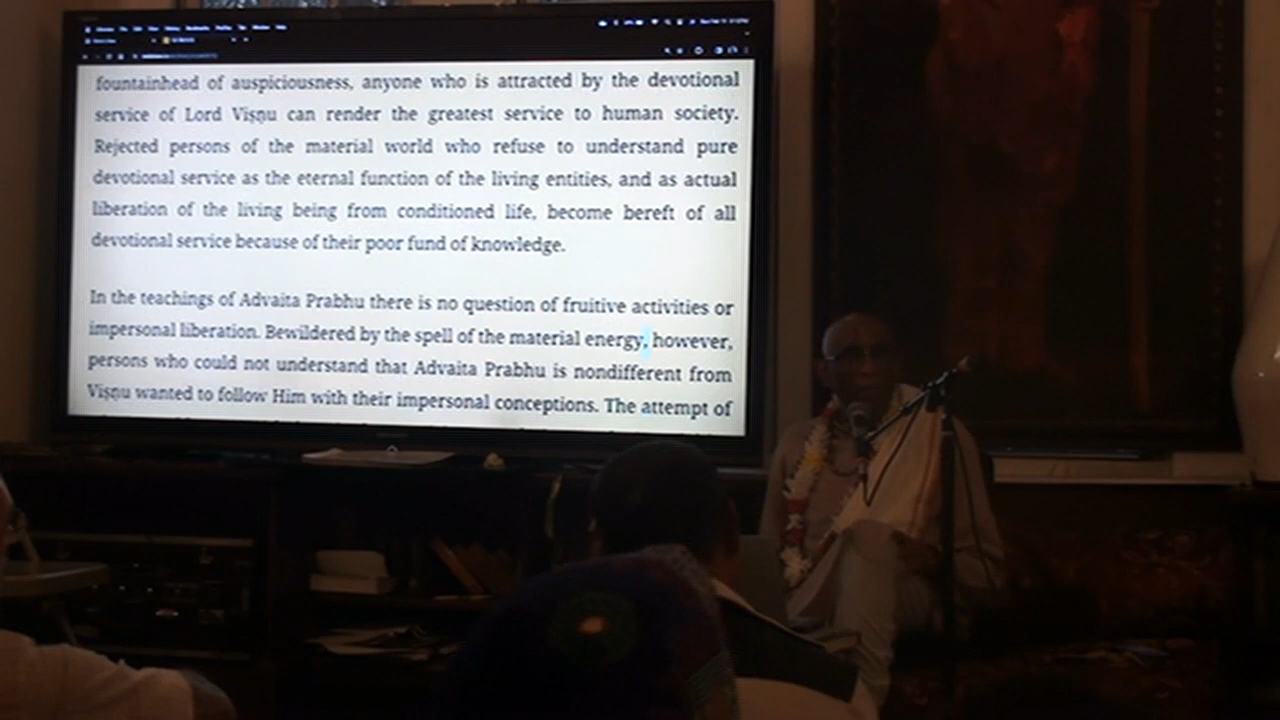 fountainhead of auspiciousness, anyone who is attracted by the devotional
service of Lord Viṣṇu can render the greatest service to human society.
Rejected persons of the material world who refuse to understand pure
devotional service as the eternal function of the living entities, and as actual
liberation of the living being from conditioned life, become bereft of all
devotional service because of their poor fund of knowledge.
In the teachings of Advaita Prabhu there is no question of fruitive activities or
impersonal liberation. Bewildered by the spell of the material energy, however,
persons who could not understand that Advaita Prabhu is nondifferent from
Viṣṇu wanted to follow Him with their impersonal conceptions. The attempt of